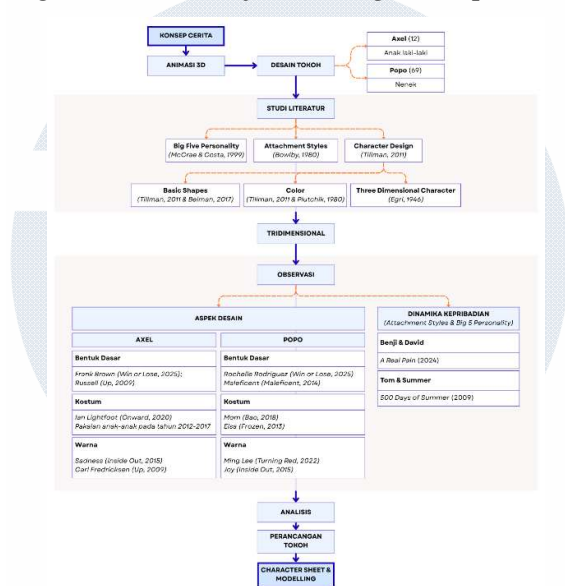 KONSEP CERITA
ANIMASI 3D
DESAIN TOKOH
Axel (12)
Anak laki-laki
Popo (69)
Nenek
STUDI LITERATUR
Big Five Personality
(McCrae & Costa, 1999)
Attachment Styles
(Bowlby, 1980)
Character Design
(Tillman, 2011)
Basic Shapes
(Tillman, 2011 & Beiman, 2017)
Color
(Tillman, 2011 & Plutchik, 1980)
Three Dimensional Character
(Egri, 1946)
TRIDIMENSIONAL
OBSERVASI
ASPEK DESAIN
DINAMIKA KEPRIBADIAN
(Attachment Styles & Big 5 Personality)
AXEL
POPO
Bentuk Dasar
Frank Brown (Win or Lose, 2025);
Russell (Up, 2009)
Bentuk Dasar
Rochelle Rodriguez (Win or Lose, 2025)
Maleficent (Maleficent, 2014)
Benji & David
A Real Pain (2024)
Tom & Summer
500 Days of Summer (2009)
Kostum
Ian Lightfoot (Onward, 2020)
Pakaian anak-anak pada tahun 2012-2017
Kostum
Mom (Bao, 2018)
Elsa (Frozen, 2013)
Warna
Sadness (Inside Out, 2015)
Carl Fredricksen (Up, 2009)
Warna
Ming Lee (Turning Red, 2022)
Joy (Inside Out, 2015)
ANALISIS
PERANCANGAN
TOKOH
CHARACTER SHEET &
MODELLING